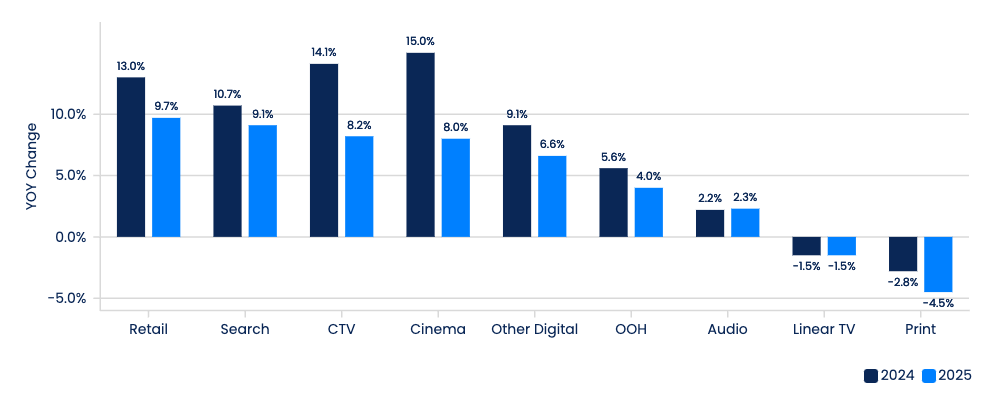 YOY Change
10.0%
5.0%
0.0%
−5.0%
13.0%
9.7%
10.7%
9.1%
14.1%
8.2%
15.0%
8.0%
9.1%
6.6%
5.6%
4.0%
2.2%
2.3%
−1.5%
−1.5%
−2.8%
−4.5%
Retail
Search
CTV
Cinema
Other Digital
OOH
Audio
Linear TV
Print
2024
2025